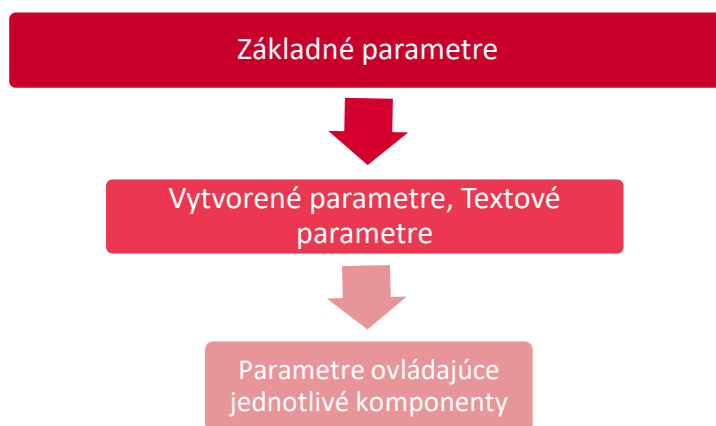 Základné parametre
Vytvorené parametre, Textové
parametre
Parametre ovládajúce
jednotlivé komponenty